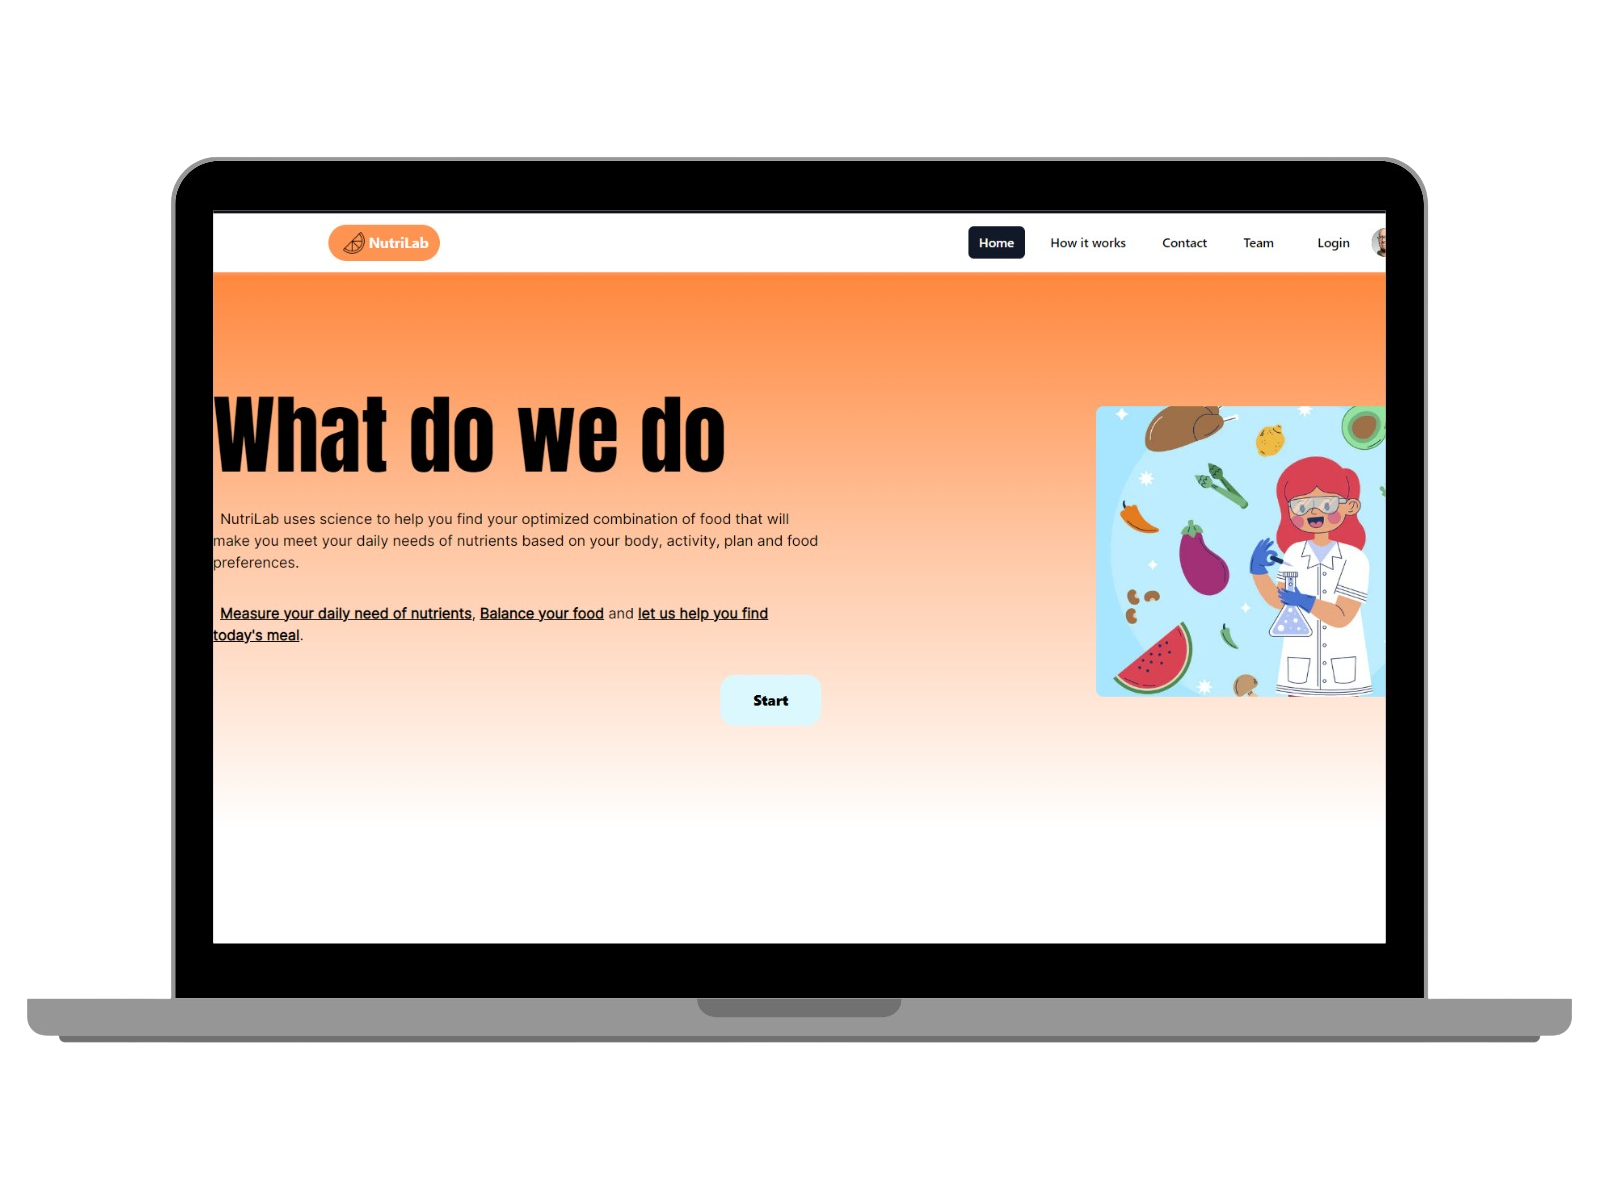 NutriLab
Home How it works Contact Team Login
What do we do
NutriLab uses science to help you find your optimized combination of food that will
make you meet your daily needs of nutrients based on your body, activity, plan and food
preferences.
Measure your daily need of nutrients, Balance your food and let us help you find
today's meal.
Start